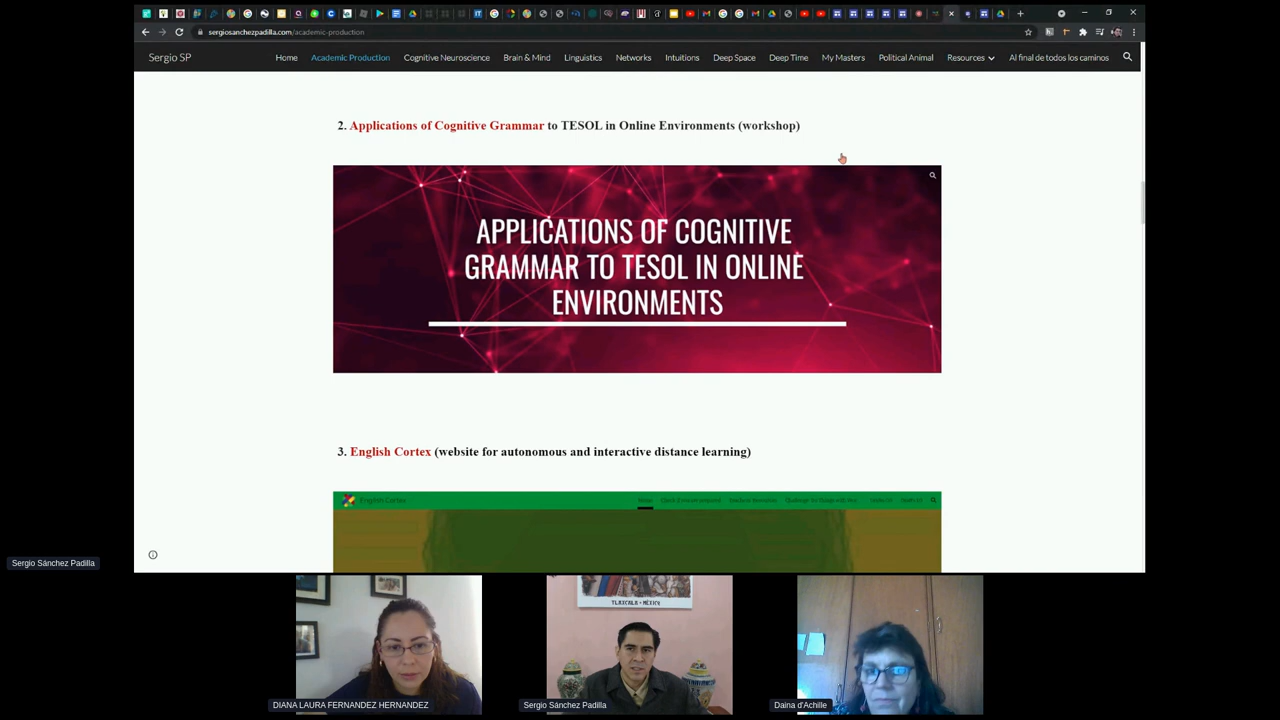 sergiosanchezpadilla.com/academic-production
Sergio SP
Home Academic Production Cognitive Neuroscience Brain & Mind Linguistics Networks Intuitions Deep Space Deep Time My Masters Political Animal Resources Al final de todos los caminos
2. Applications of Cognitive Grammar to TESOL in Online Environments (workshop)
APPLICATIONS OF COGNITIVE
GRAMMAR TO TESOL IN ONLINE
ENVIRONMENTS
3. English Cortex (website for autonomous and interactive distance learning)
English Cortex
Sergio Sánchez Padilla
TLAXCALA - MÉXICO
DIANA LAURA FERNANDEZ HERNANDEZ
Sergio Sánchez Padilla
Daina d'Achille